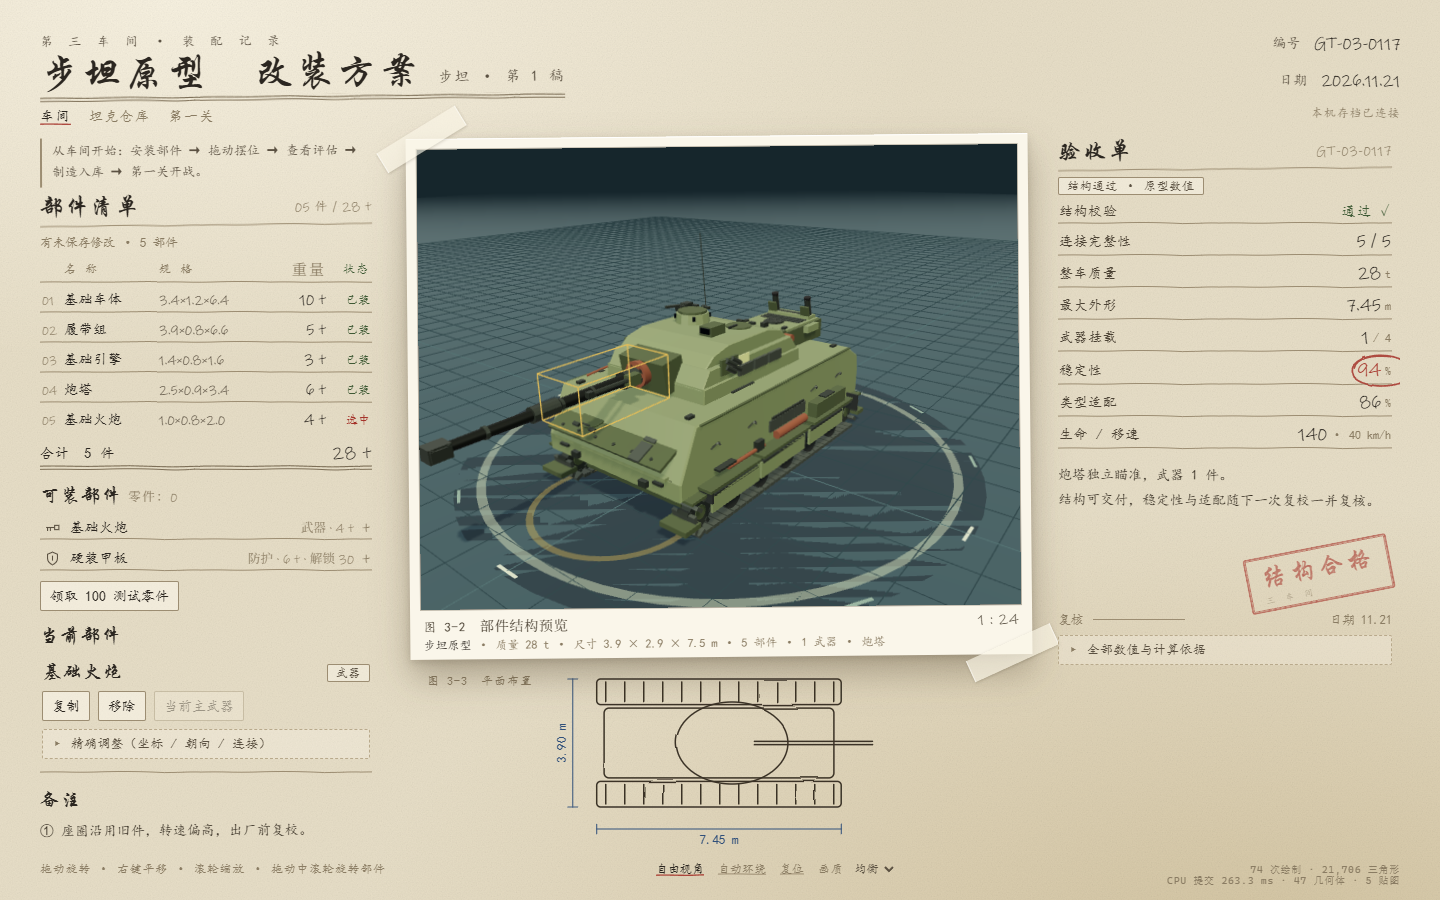 第三车间 · 装配记录
步坦原型 改装方案 步坦 · 第 1 稿
车间 坦克仓库 第一关
从车间开始：安装部件 → 拖动摆位 → 查看评估 →
制造入库 → 第一关开战。
部件清单 05 件 / 28 t
有未保存修改 · 5 部件
名称 规格 重量 状态
01 基础车体 3.4×1.2×6.4 10 t 已装
02 履带组 3.9×0.8×6.6 5 t 已装
03 基础引擎 1.4×0.8×1.6 3 t 已装
04 炮塔 2.5×0.9×3.4 6 t 已装
05 基础火炮 1.0×0.8×2.0 4 t 选中
合计 5 件 28 t
可装部件 零件：0
基础火炮 武器 · 4 t +
硬装甲板 防护 · 6 t · 解锁 30 +
领取 100 测试零件
当前部件
基础火炮 武器
复制 移除 当前主武器
▸ 精确调整（坐标 / 朝向 / 连接）
备注
① 座圈沿用旧件，转速偏高，出厂前复校。
拖动旋转 · 右键平移 · 滚轮缩放 · 拖动中滚轮旋转部件
图 3-2 部件结构预览 1:24
步坦原型 · 质量 28 t · 尺寸 3.9 × 2.9 × 7.5 m · 5 部件 · 1 武器 · 炮塔
图 3-3 平面布置
3.90 m
7.45 m
自由视角 自动环绕 复位 画质 均衡
编号 GT-03-0117
日期 2026.11.21
本机存档已连接
验收单 GT-03-0117
结构通过 · 原型数值
结构校验 通过 √
连接完整性 5 / 5
整车质量 28 t
最大外形 7.45 m
武器挂载 1 / 4
稳定性 94 %
类型适配 86 %
生命 / 移速 140 · 40 km/h
炮塔独立瞄准，武器 1 件。
结构可交付，稳定性与适配随下一次复校一并复核。
结构合格
三车间
复核 日期 11.21
▸ 全部数值与计算依据
74 次绘制 · 21,706 三角形
CPU 提交 263.3 ms · 47 几何体 · 5 贴图